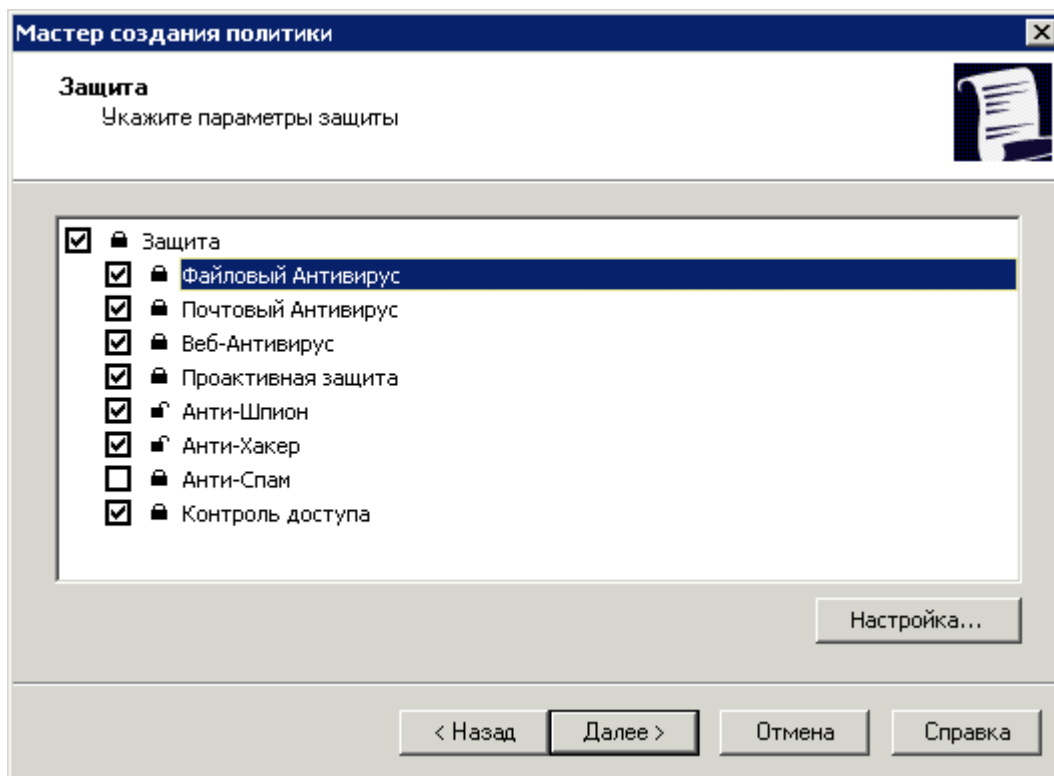 Мастер создания политики
Защита
Укажите параметры защиты
Защита
Файловый Антивирус
Почтовый Антивирус
Веб-Антивирус
Проактивная защита
Анти-Шпион
Анти-Хакер
Анти-Спам
Контроль доступа
Настройка...
< Назад Далее > Отмена Справка